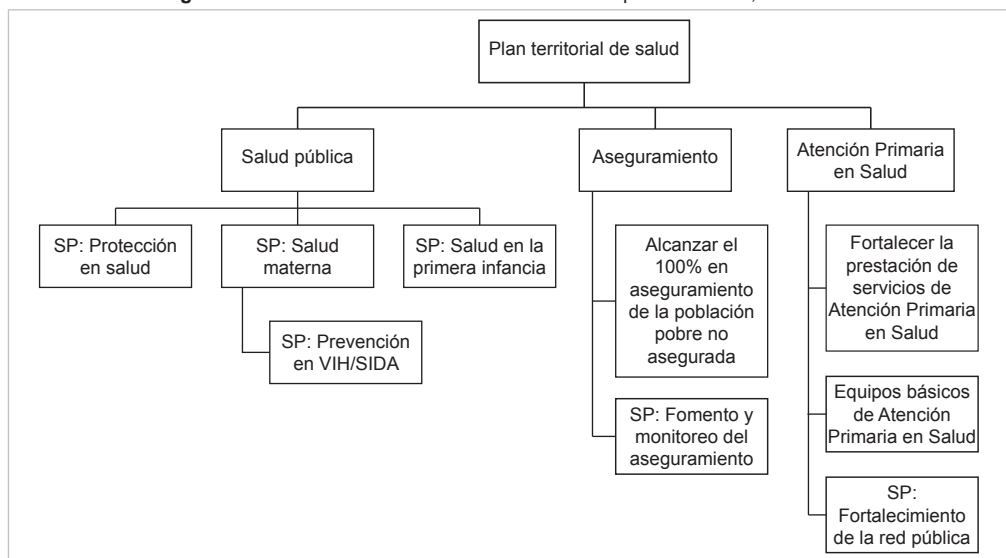 Plan territorial de salud
Salud pública
Aseguramiento
Atención Primaria
en Salud
SP: Protección
en salud
SP: Salud
materna
SP: Salud en la
primera infancia
SP: Prevención
en VIH/SIDA
Alcanzar el
100% en
aseguramiento
de la población
pobre no
asegurada
SP: Fomento y
monitoreo del
aseguramiento
Fortalecer la
prestación de
servicios de
Atención Primaria
en Salud
Equipos básicos
de Atención
Primaria en Salud
SP:
Fortalecimiento
de la red pública